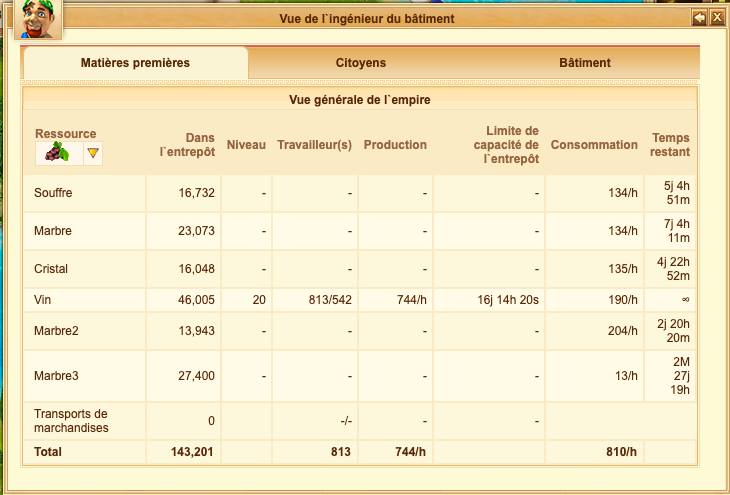 Vue de l`ingénieur du bâtiment
Matières premières Citoyens Bâtiment
Vue générale de l`empire
Ressource Dans l`entrepôt Niveau Travailleur(s) Production Limite de capacité de l`entrepôt Consommation Temps restant
Souffre 16,732 - - - - 134/h 5j 4h 51m
Marbre 23,073 - - - - 134/h 7j 4h 11m
Cristal 16,048 - - - - 135/h 4j 22h 52m
Vin 46,005 20 813/542 744/h 16j 14h 20s 190/h ∞
Marbre2 13,943 - - - - 204/h 2j 20h 20m
Marbre3 27,400 - - - - 13/h 2M 27j 19h
Transports de marchandises 0 -/- - -
Total 143,201 813 744/h 810/h